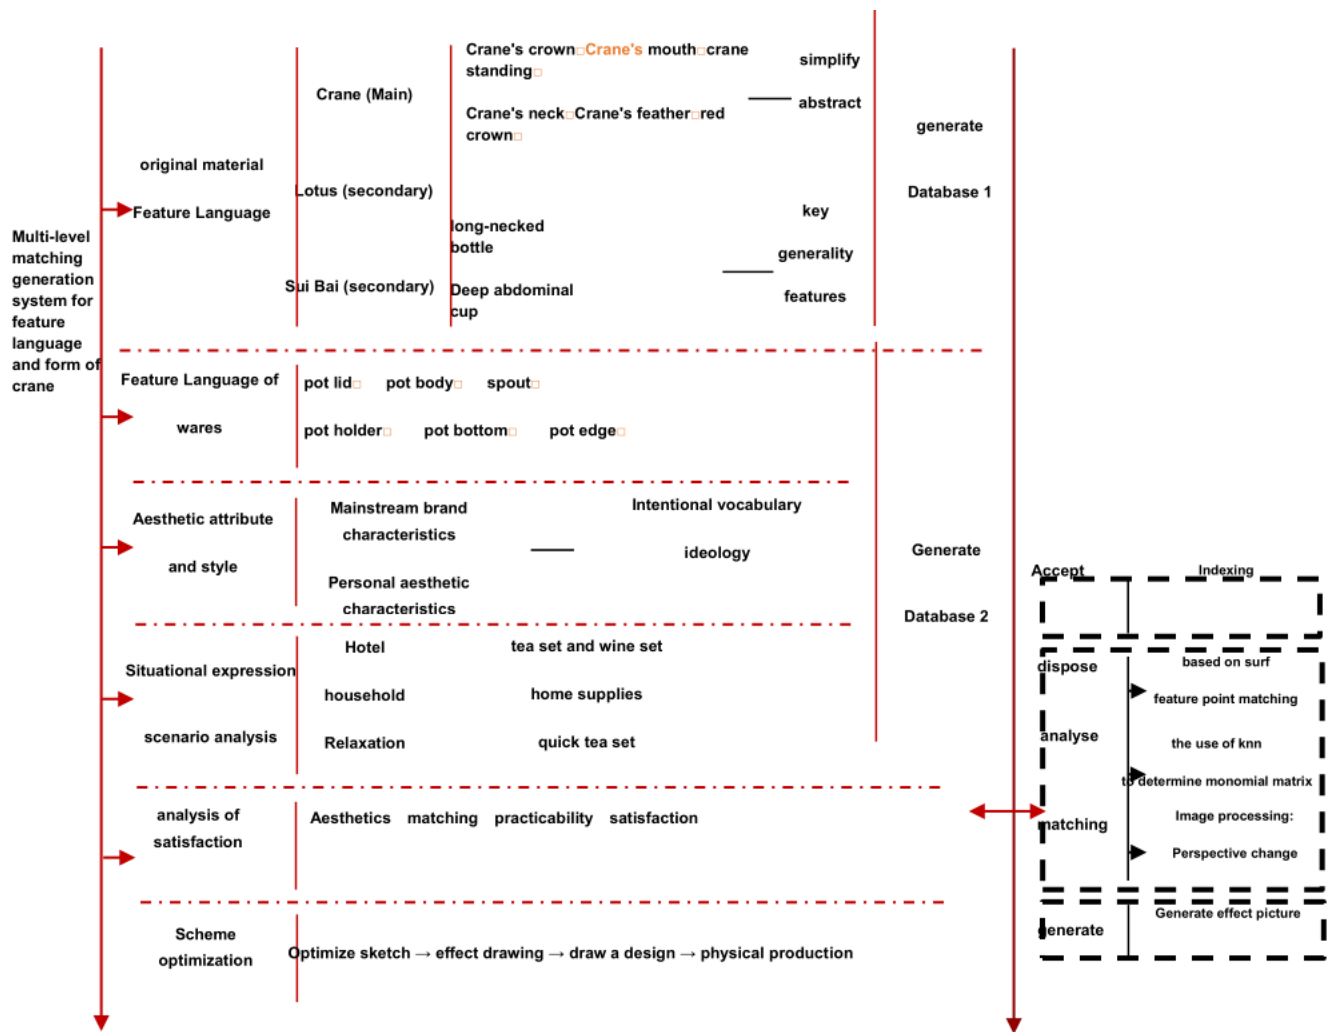 Multi-level
matching
generation
system for
feature
language
and form of
crane
original material
Feature Language
Crane (Main)
Lotus (secondary)
Sui Bai (secondary)
Crane's crown□Crane's mouth□crane
standing□
Crane's neck□Crane's feather□red
crown□
simplify
abstract
long-necked
bottle
Deep abdominal
cup
key
generality
features
generate
Database 1
Feature Language of
wares
pot lid□ pot body□ spout□
pot holder□ pot bottom□ pot edge□
Aesthetic attribute
and style
Mainstream brand
characteristics
Personal aesthetic
characteristics
Intentional vocabulary
ideology
Situational expression
scenario analysis
Hotel
household
Relaxation
tea set and wine set
home supplies
quick tea set
Generate
Database 2
analysis of
satisfaction
Aesthetics matching practicability satisfaction
Scheme
optimization
Optimize sketch → effect drawing → draw a design → physical production
Accept
Indexing
dispose
analyse
matching
based on surf
feature point matching
the use of knn
to determine monomial matrix
Image processing:
Perspective change
generate
Generate effect picture